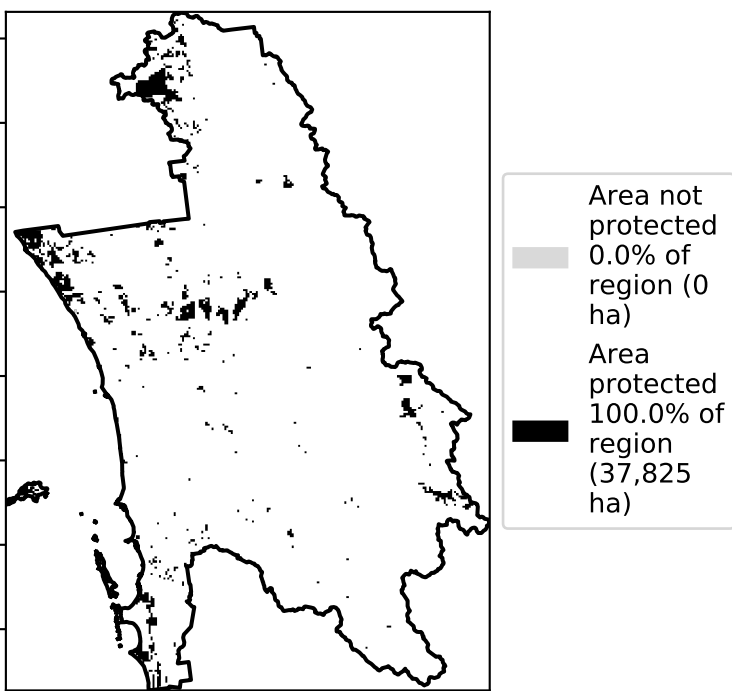 Area not
protected
0.0% of
region (0
ha)
Area
protected
100.0% of
region
(37,825
ha)